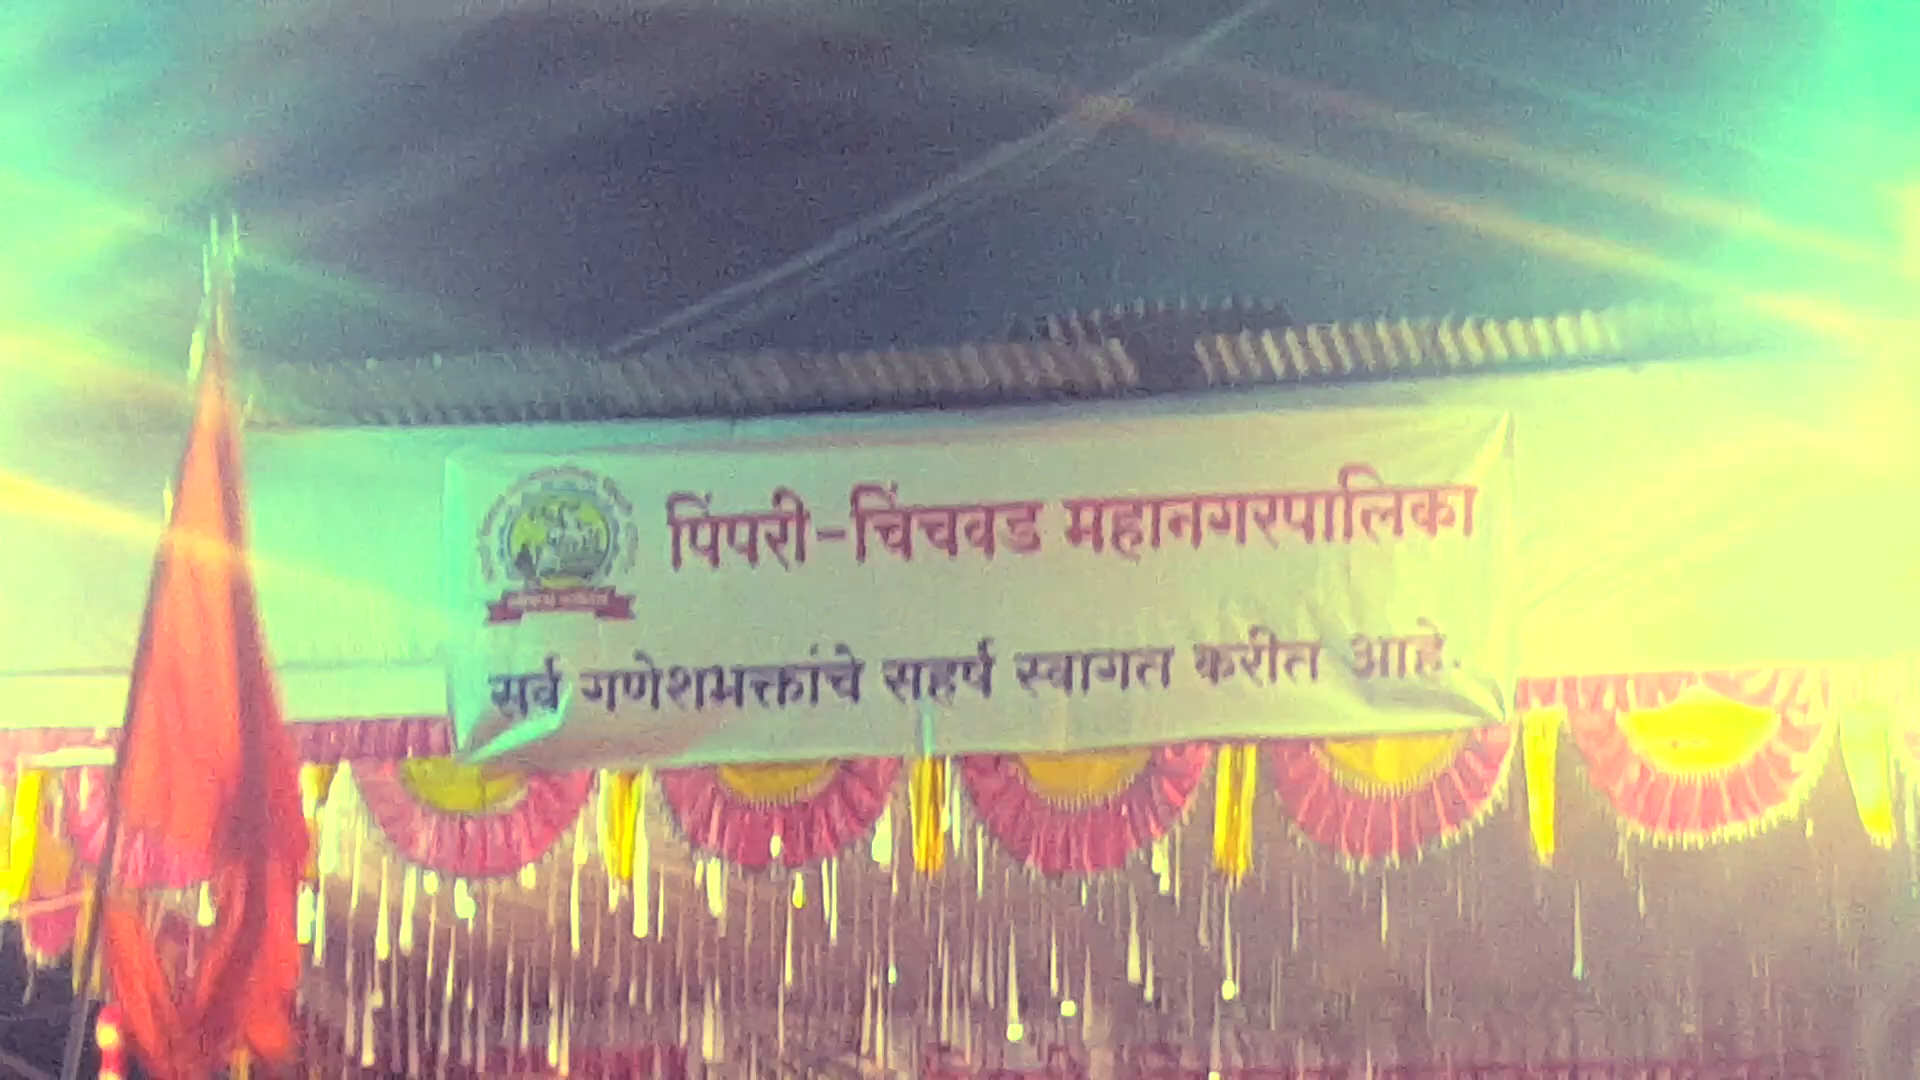 पिंपरी-चिंचवड महानगरपालिका
सर्व गणेशभक्तांचे सहर्ष स्वागत करीत आहे.